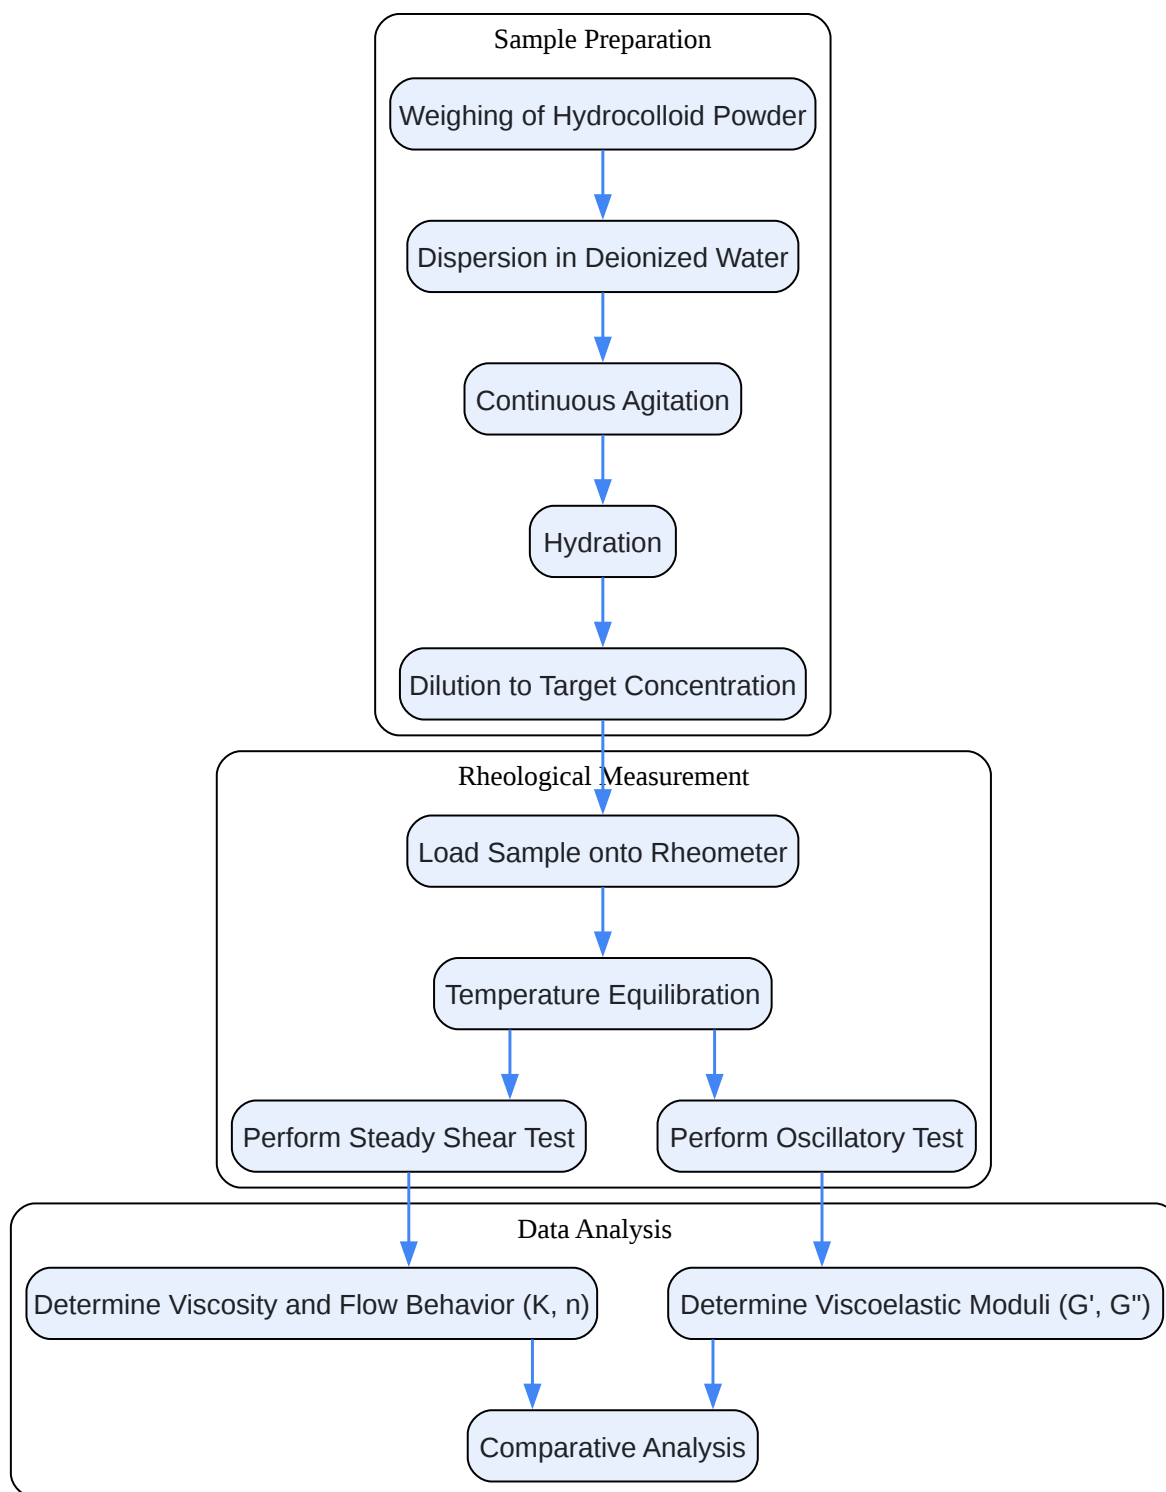 Sample Preparation
Weighing of Hydrocolloid Powder
Dispersion in Deionized Water
Continuous Agitation
Hydration
Dilution to Target Concentration
Rheological Measurement
Load Sample onto Rheometer
Temperature Equilibration
Perform Steady Shear Test
Perform Oscillatory Test
Data Analysis
Determine Viscosity and Flow Behavior (K, n)
Determine Viscoelastic Moduli (G', G")
Comparative Analysis